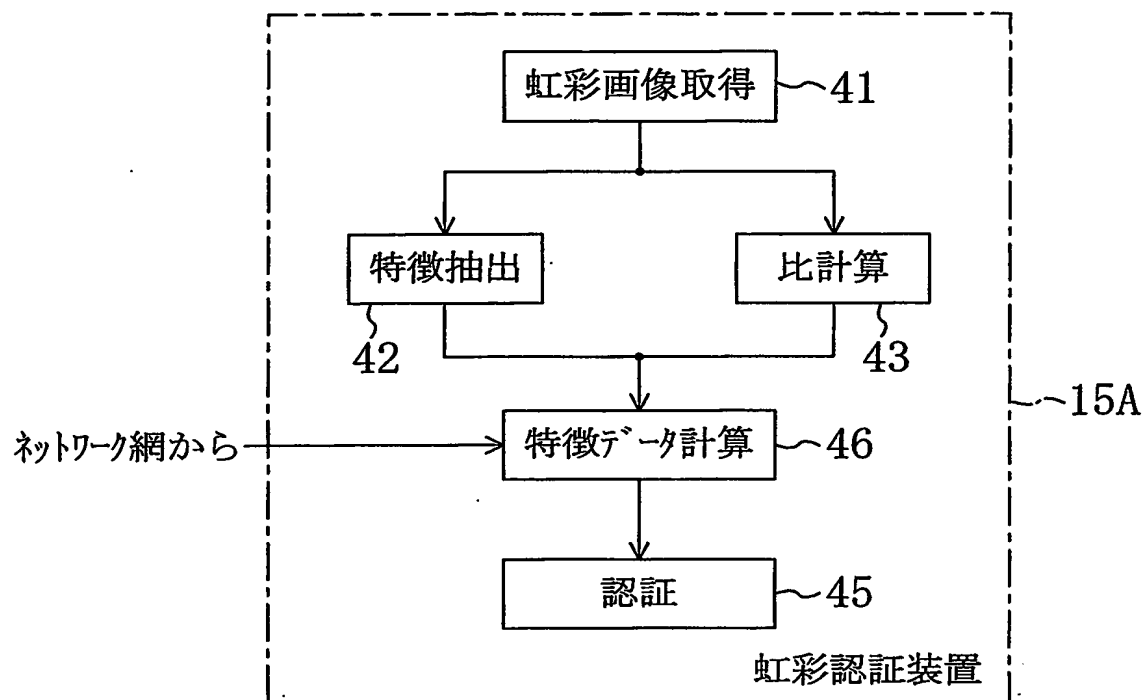 虹彩画像取得 41
特徴抽出
比計算
42
43
15A
ネットワーク網から
特徴データ計算 46
認証 45
虹彩認証装置